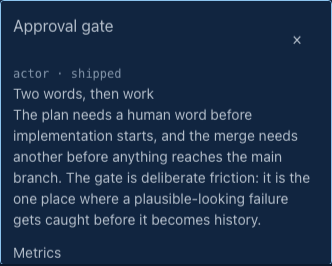 Approval gate
×
actor · shipped
Two words, then work
The plan needs a human word before
implementation starts, and the merge needs
another before anything reaches the main
branch. The gate is deliberate friction: it is the
one place where a plausible-looking failure
gets caught before it becomes history.
Metrics